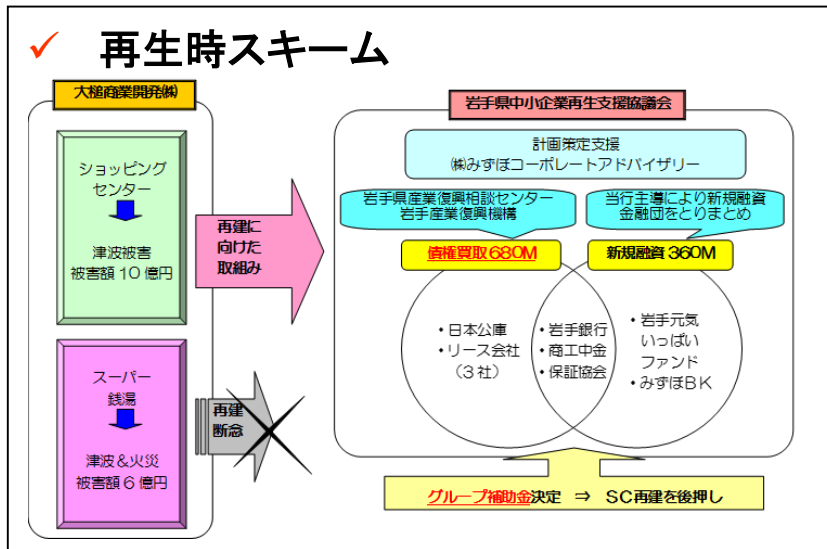 ✓ 再生時スキーム
大槌商業開発㈱
ショッピング
センター
津波被害
被害額10億円
スーパー
銭湯
津波&火災
被害額6億円
再建に
向けた
取組み
再建
断念
岩手県中小企業再生支援協議会
計画策定支援
㈱みずほコーポレートアドバイザリー
岩手県産業復興相談センター
岩手産業復興機構
当行主導により新規融資
金融団をとりまとめ
債権買取680M
新規融資360M
・日本公庫
・リース会社
(3社)
・岩手銀行
・商工中金
・保証協会
・岩手元気
いっぱい
ファンド
・みずほBK
グループ補助金決定 ⇒ SC再建を後押し